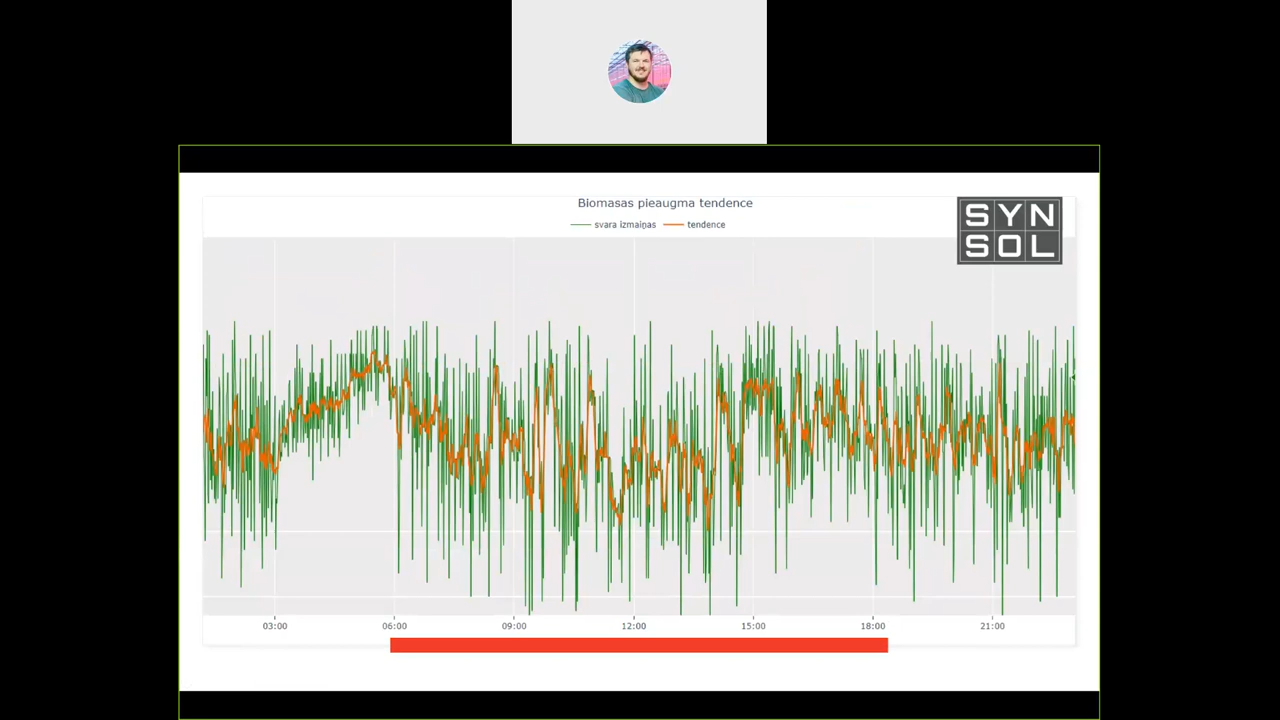 Biomasas pieaugma tendence
svara izmaiņas tendence
SYN
SOL
03:00 06:00 09:00 12:00 15:00 18:00 21:00